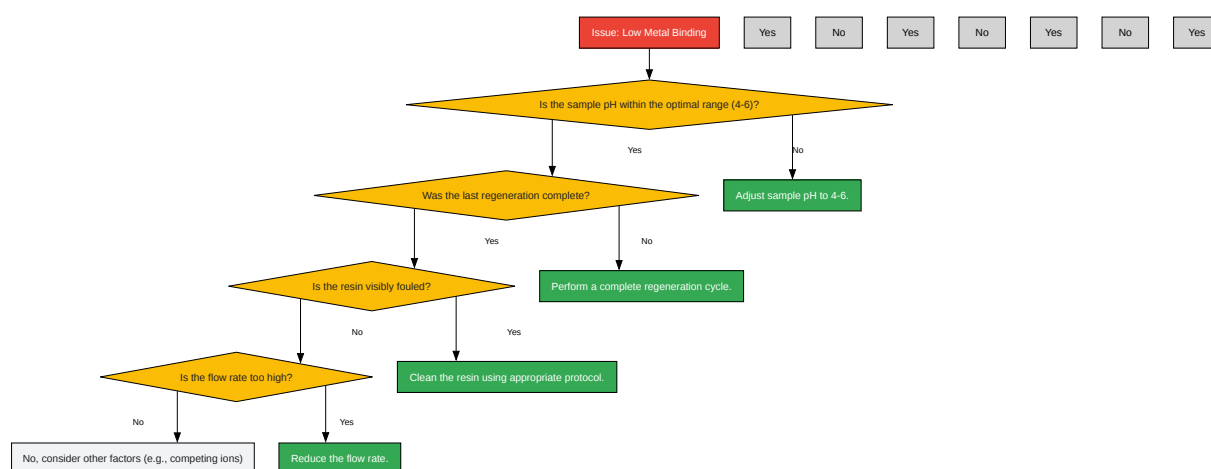 Issue: Low Metal Binding
Yes
No
Yes
No
Yes
No
Yes
Is the sample pH within the optimal range (4-6)?
Yes
No
Was the last regeneration complete?
Adjust sample pH to 4-6.
Yes
No
Is the resin visibly fouled?
Perform a complete regeneration cycle.
No
Yes
Is the flow rate too high?
Clean the resin using appropriate protocol.
No
Yes
No, consider other factors (e.g., competing ions)
Reduce the flow rate.